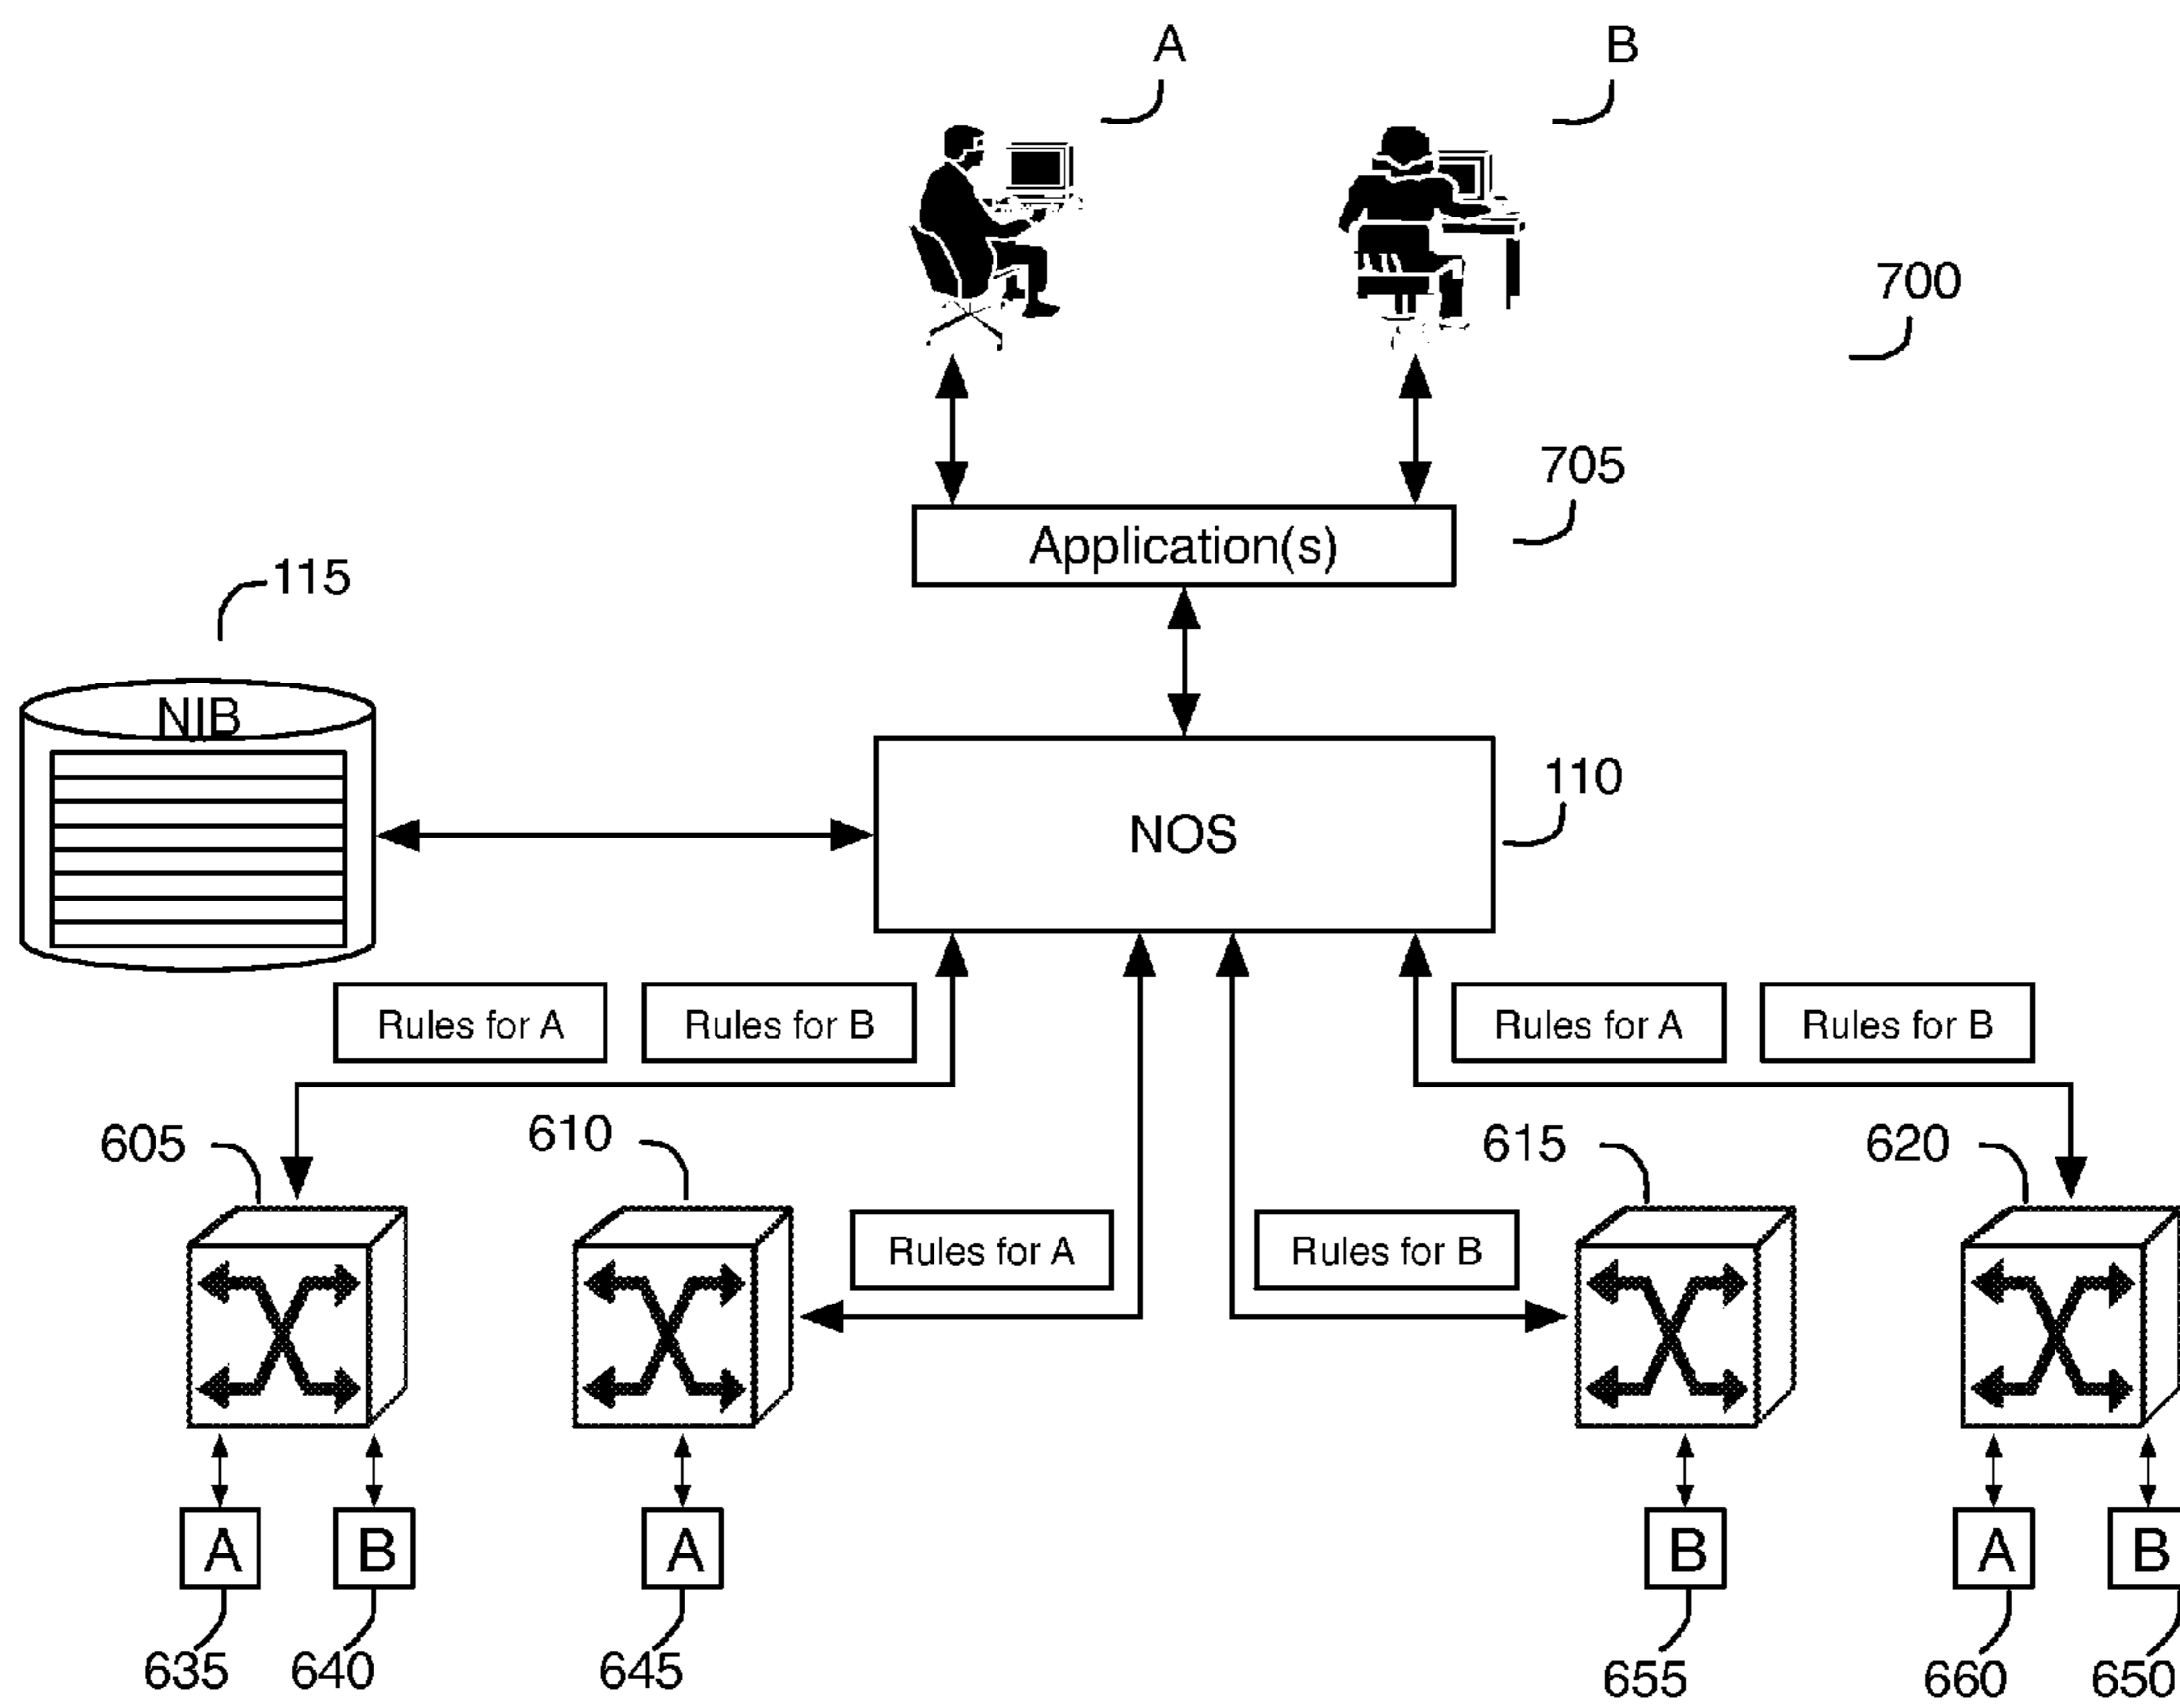 A
B
700
705
Application(s)
115
NIB
110
NOS
Rules for A
Rules for B
Rules for A
Rules for B
605
610
615
620
Rules for A
Rules for B
A
B
A
B
A
B
635
640
645
655
660
650